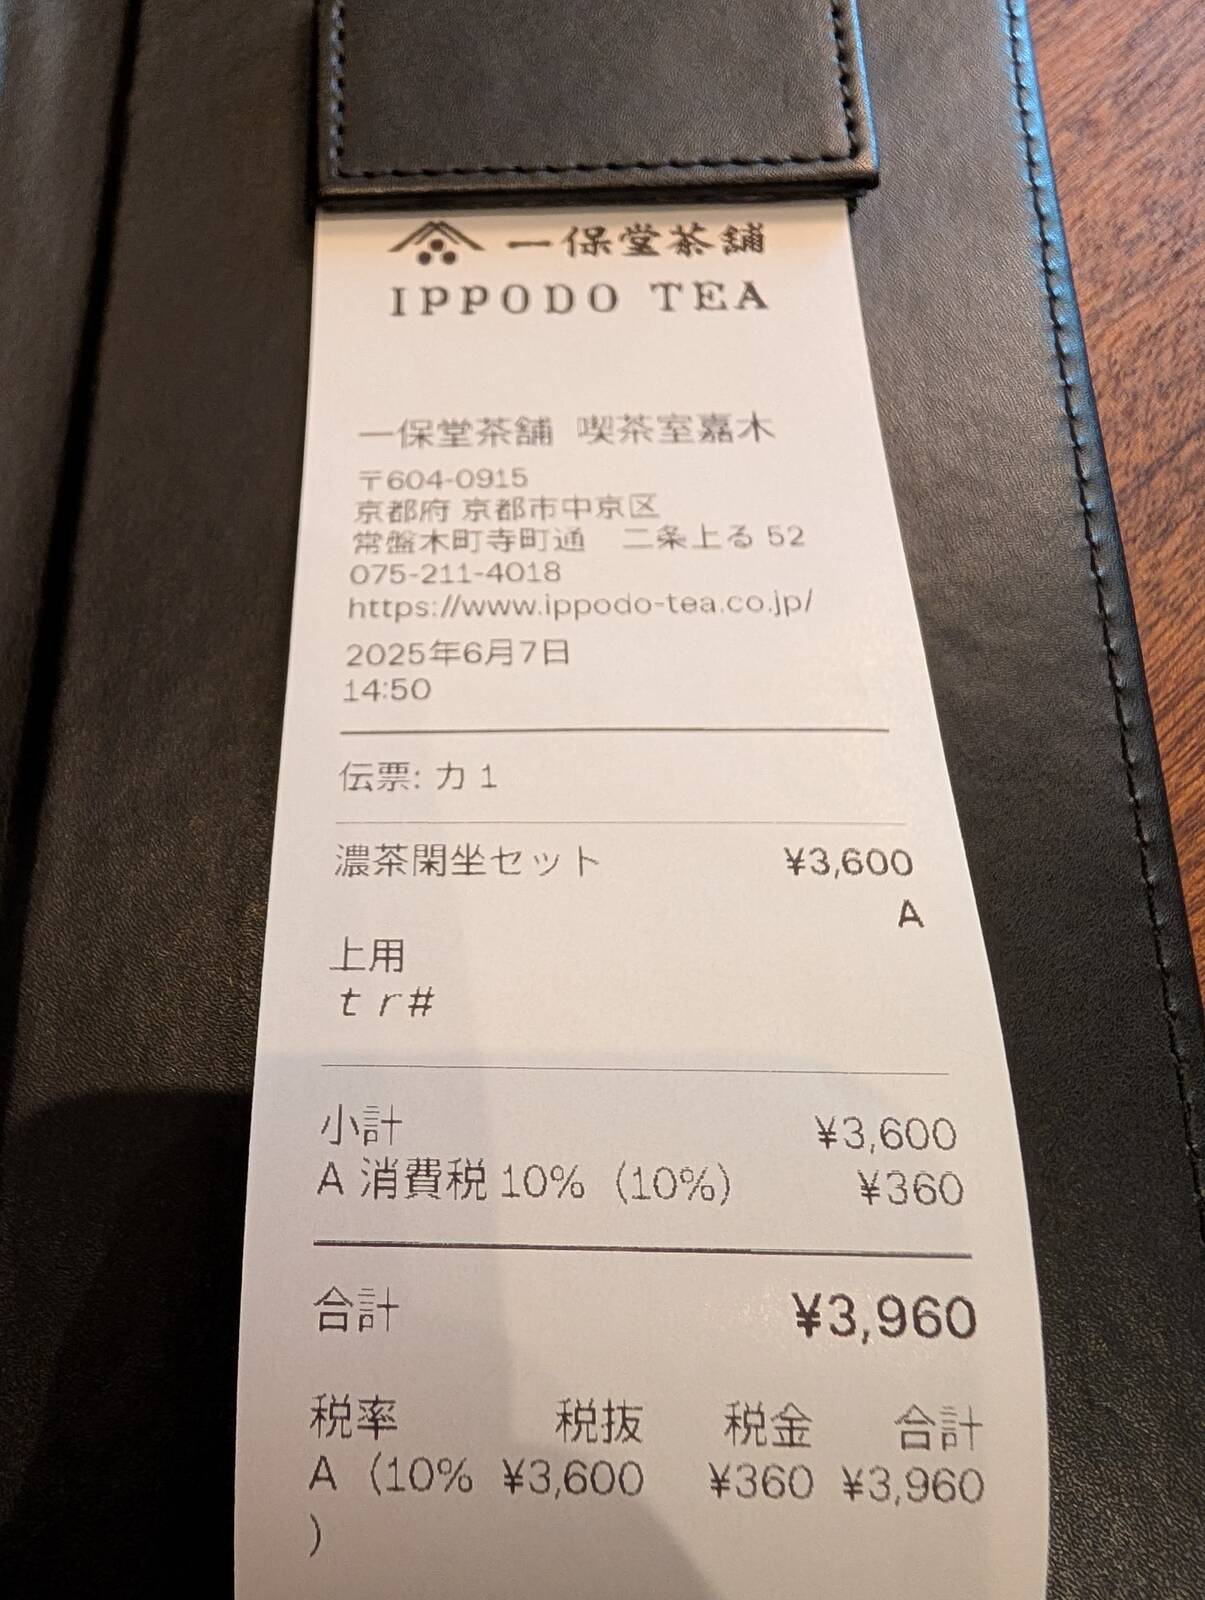 一保堂茶舗
IPPODO TEA
一保堂茶舗 喫茶室嘉木
〒604-0915
京都府 京都市中京区
常盤木町寺町通 二条上る 52
075-211-4018
https://www.ippodo-tea.co.jp/
2025年6月7日
14:50
伝票: カ 1
濃茶閑坐セット ¥3,600
A
上用
tr#
小計 ¥3,600
A 消費税 10% (10%) ¥360
合計 ¥3,960
税率 税抜 税金 合計
A (10% ¥3,600 ¥360 ¥3,960
)